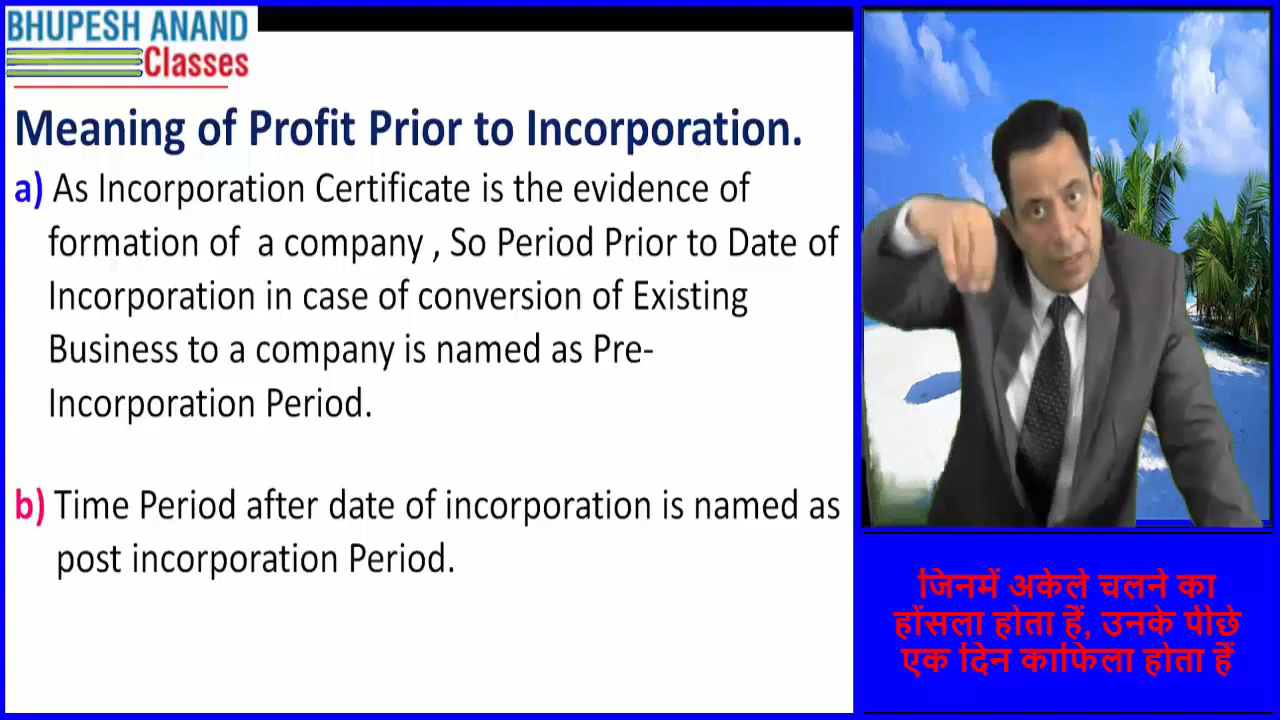 BHUPESH ANAND
Classes
Meaning of Profit Prior to Incorporation.
a) As Incorporation Certificate is the evidence of
formation of a company , So Period Prior to Date of
Incorporation in case of conversion of Existing
Business to a company is named as Pre-
Incorporation Period.
b) Time Period after date of incorporation is named as
post incorporation Period.
जिनमें अकेले चलने का
होंसला होता हैं, उनके पीछे
एक दिन काफिला होता हैं